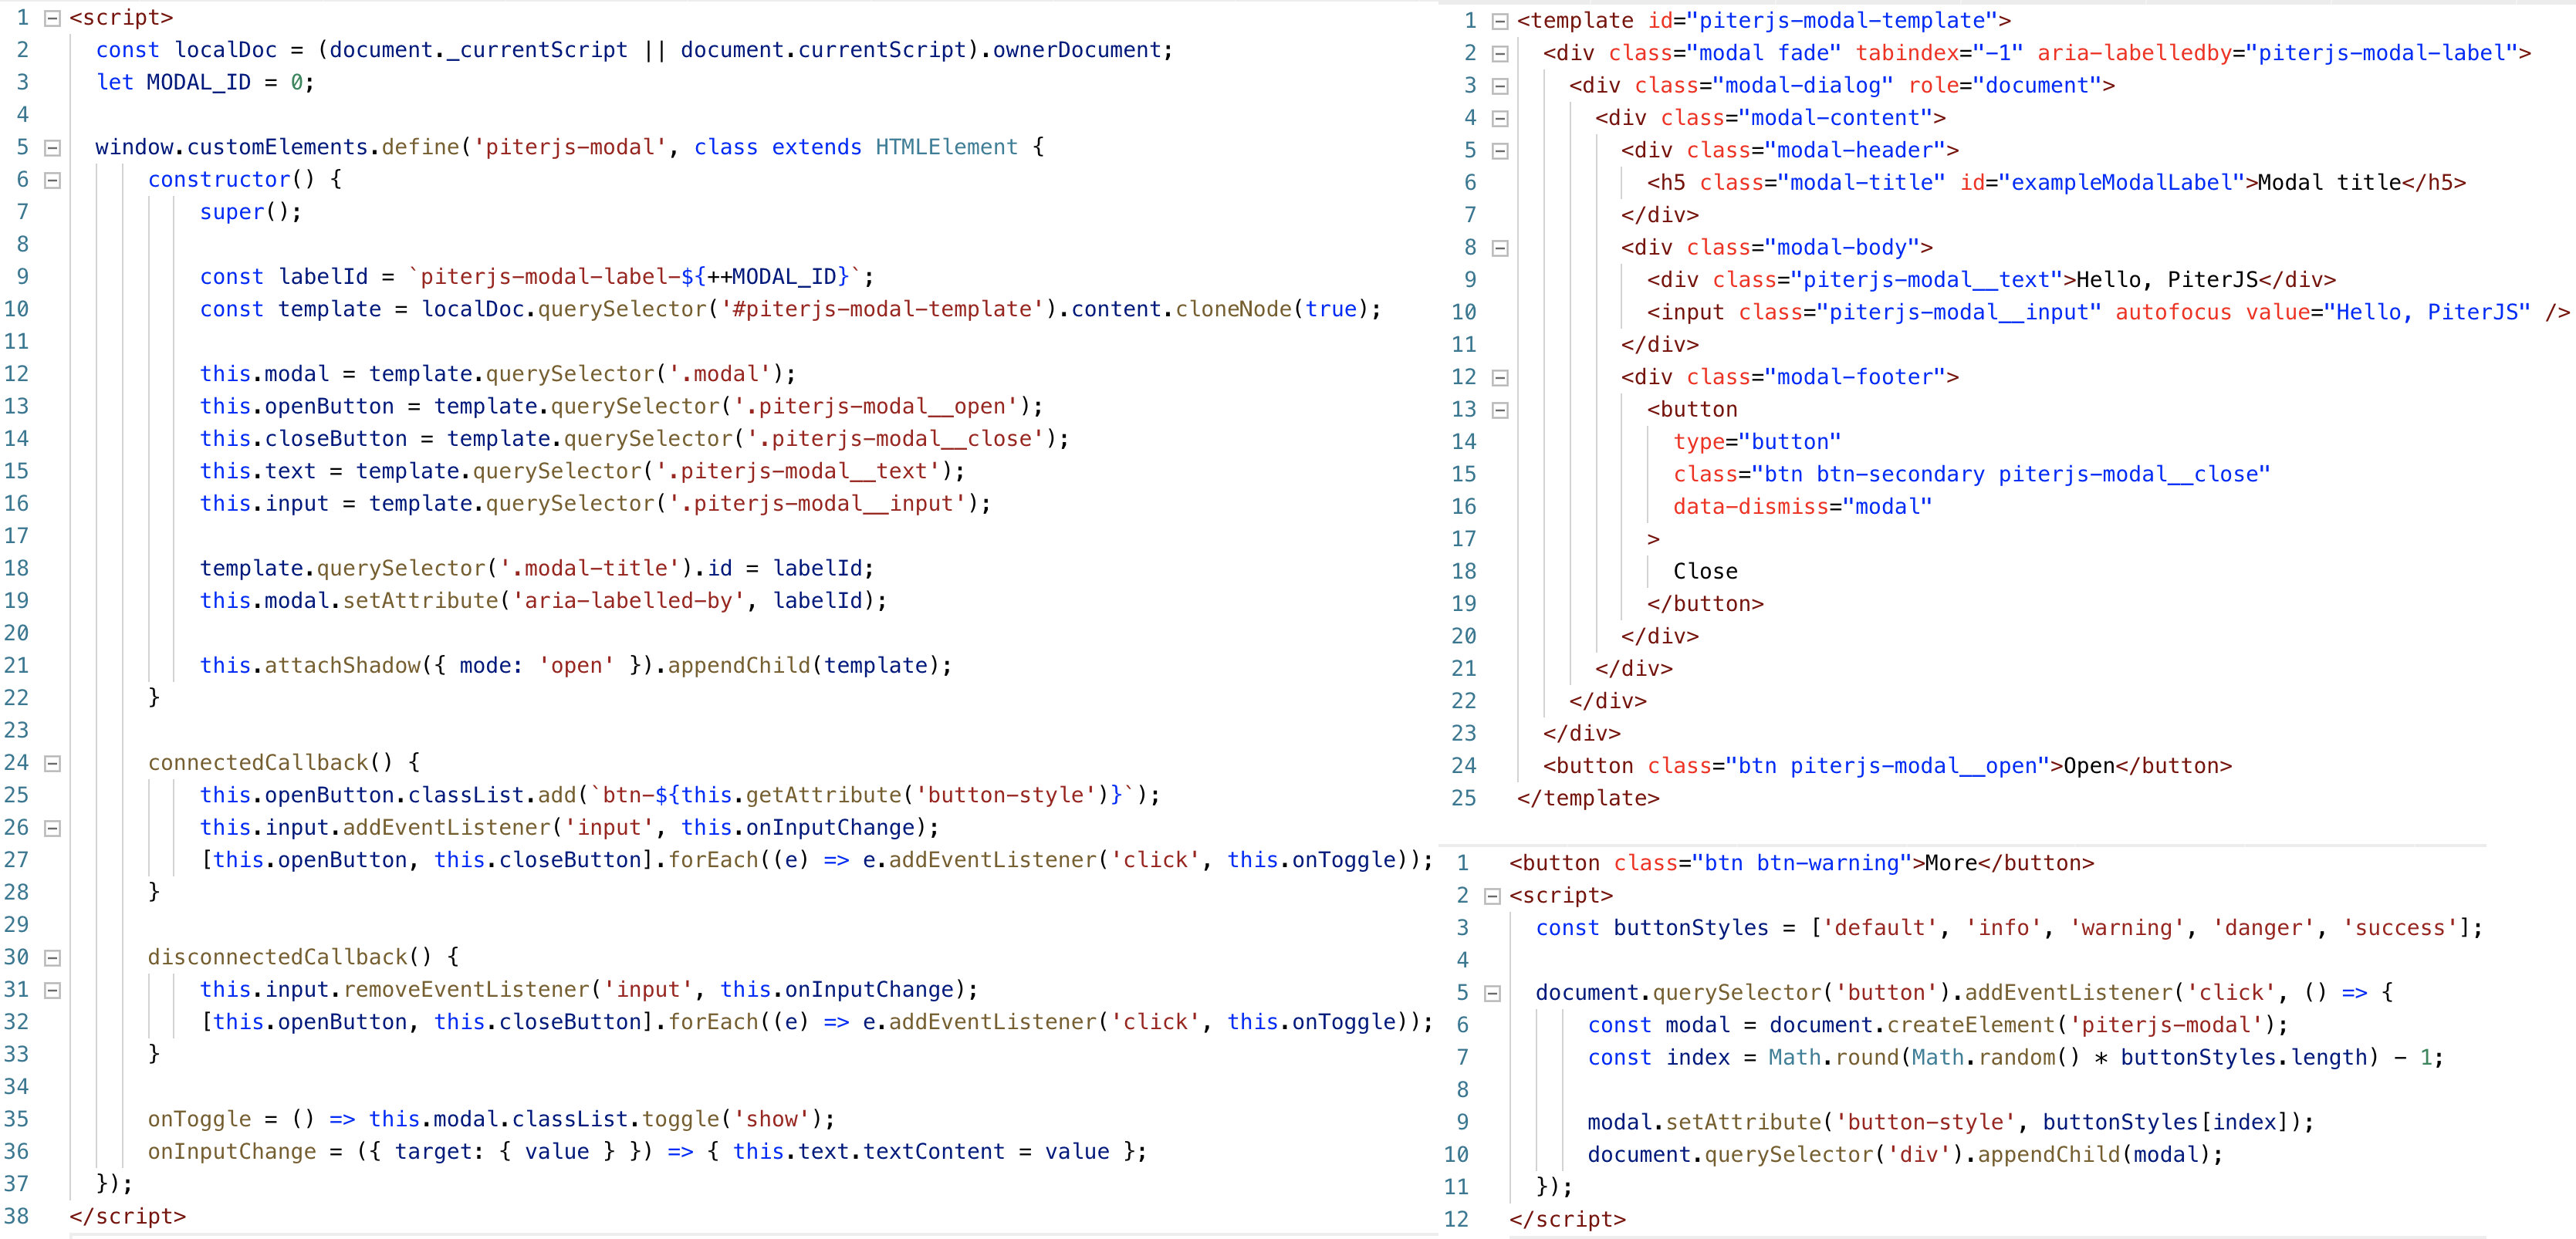 1 <script>
2 const localDoc = (document._currentScript || document.currentScript).ownerDocument;
3 let MODAL_ID = 0;
4
5 window.customElements.define('piterjs-modal', class extends HTMLElement {
6 constructor() {
7 super();
8
9 const labelId = `piterjs-modal-label-${++MODAL_ID}`;
10 const template = localDoc.querySelector('#piterjs-modal-template').content.cloneNode(true);
11
12 this.modal = template.querySelector('.modal');
13 this.openButton = template.querySelector('.piterjs-modal__open');
14 this.closeButton = template.querySelector('.piterjs-modal__close');
15 this.text = template.querySelector('.piterjs-modal__text');
16 this.input = template.querySelector('.piterjs-modal__input');
17
18 template.querySelector('.modal-title').id = labelId;
19 this.modal.setAttribute('aria-labelled-by', labelId);
20
21 this.attachShadow({ mode: 'open' }).appendChild(template);
22 }
23
24 connectedCallback() {
25 this.openButton.classList.add(`btn-${this.getAttribute('button-style')}`);
26 this.input.addEventListener('input', this.onInputChange);
27 [this.openButton, this.closeButton].forEach((e) => e.addEventListener('click', this.onToggle));
28 }
29
30 disconnectedCallback() {
31 this.input.removeEventListener('input', this.onInputChange);
32 [this.openButton, this.closeButton].forEach((e) => e.addEventListener('click', this.onToggle));
33 }
34
35 onToggle = () => this.modal.classList.toggle('show');
36 onInputChange = ({ target: { value } }) => { this.text.textContent = value };
37 });
38 </script>
1 <template id="piterjs-modal-template">
2 <div class="modal fade" tabindex="-1" aria-labelledby="piterjs-modal-label">
3 <div class="modal-dialog" role="document">
4 <div class="modal-content">
5 <div class="modal-header">
6 <h5 class="modal-title" id="exampleModalLabel">Modal title</h5>
7 </div>
8 <div class="modal-body">
9 <div class="piterjs-modal__text">Hello, PiterJS</div>
10 <input class="piterjs-modal__input" autofocus value="Hello, PiterJS" />
11 </div>
12 <div class="modal-footer">
13 <button
14 type="button"
15 class="btn btn-secondary piterjs-modal__close"
16 data-dismiss="modal"
17 >
18 Close
19 </button>
20 </div>
21 </div>
22 </div>
23 </div>
24 <button class="btn piterjs-modal__open">Open</button>
25 </template>
1 <button class="btn btn-warning">More</button>
2 <script>
3 const buttonStyles = ['default', 'info', 'warning', 'danger', 'success'];
4
5 document.querySelector('button').addEventListener('click', () => {
6 const modal = document.createElement('piterjs-modal');
7 const index = Math.round(Math.random() * buttonStyles.length) - 1;
8
9 modal.setAttribute('button-style', buttonStyles[index]);
10 document.querySelector('div').appendChild(modal);
11 });
12 </script>